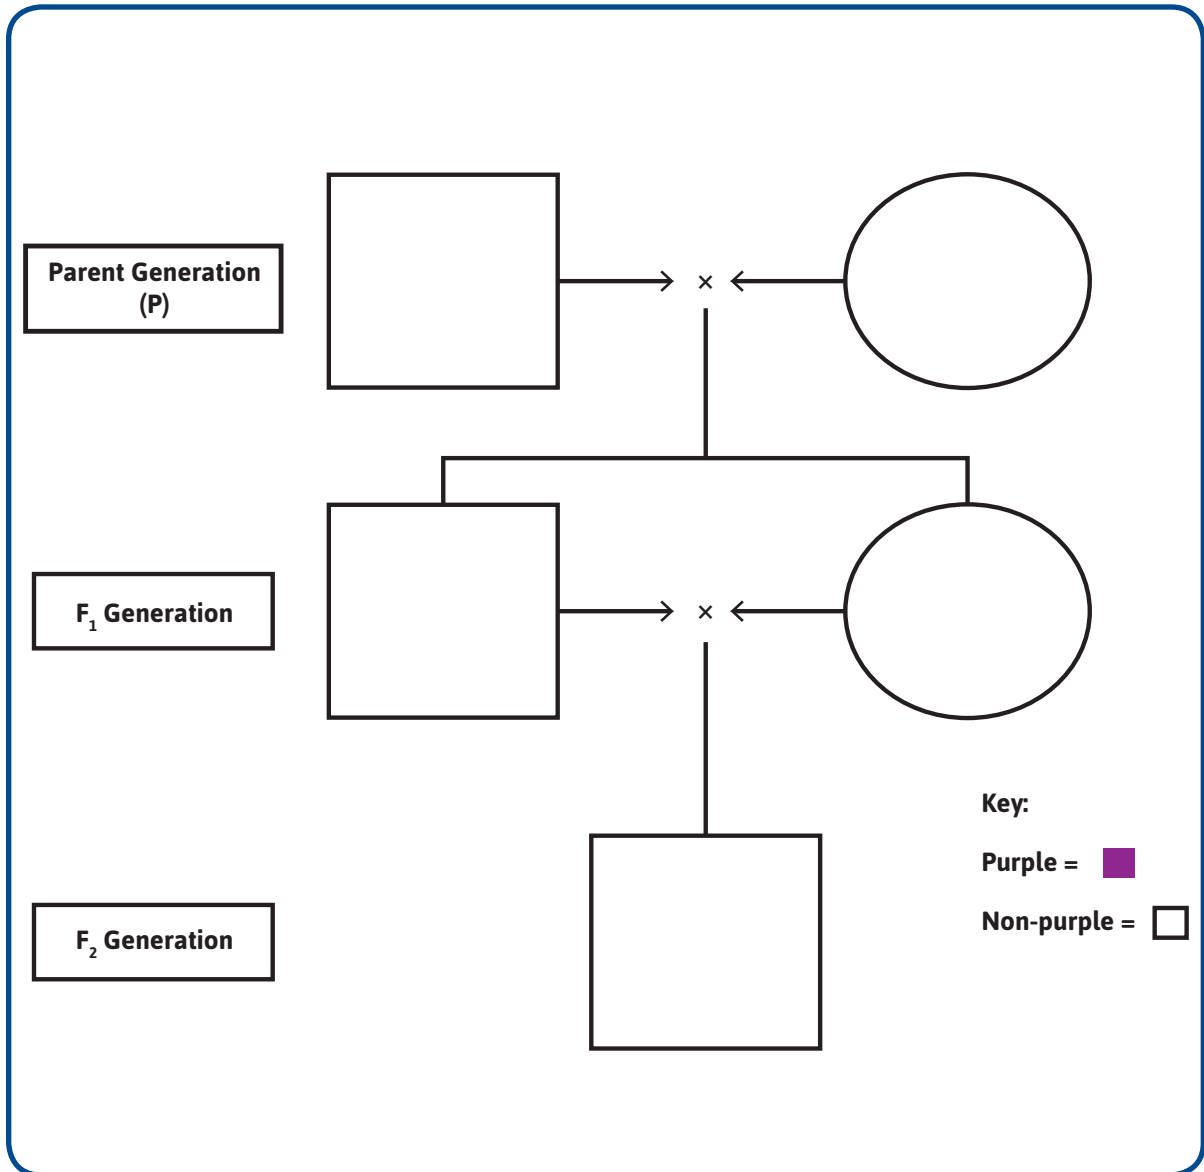 Parent Generation
(P)
×
F₁ Generation
×
Key:
Purple =
Non-purple =
F₂ Generation